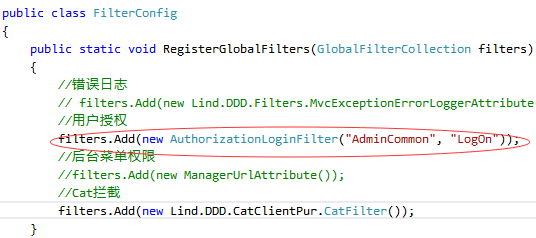 public class FilterConfig
{
public static void RegisterGlobalFilters(GlobalFilterCollection filters)
{
//错误日志
// filters.Add(new Lind.DDD.Filters.MvcExceptionErrorLoggerAttribute
//用户授权
filters.Add(new AuthorizationLoginFilter("AdminCommon", "LogOn"));
//后台菜单权限
//filters.Add(new ManagerUrlAttribute());
//Cat拦截
filters.Add(new Lind.DDD.CatClientPur.CatFilter());
}